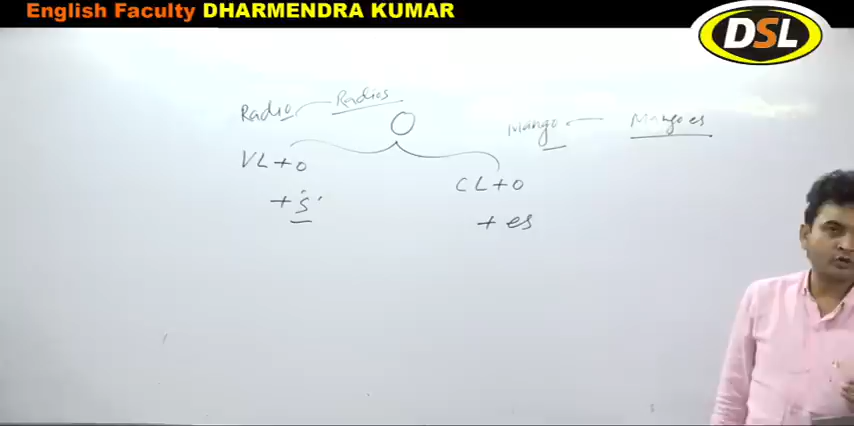 English Faculty DHARMENDRA KUMAR
DSL
Radio — Radios
O
Mango — Mangoes
VL + o
+ 's'
CL + o
+ es